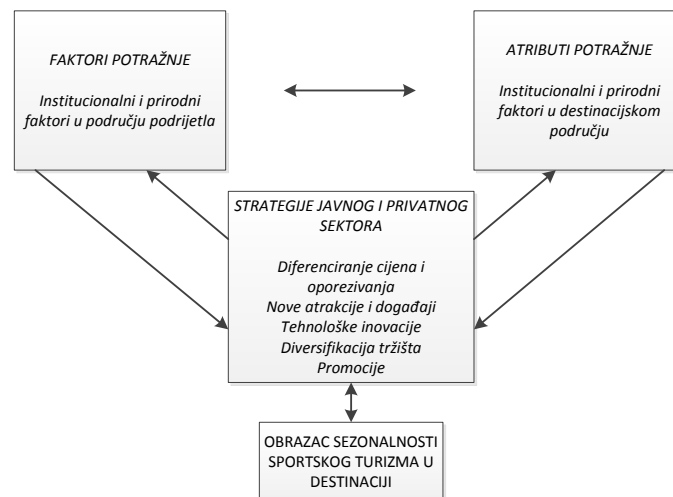 FAKTORI POTRAŽNJE
Institucionalni i prirodni
faktori u području podrijetla
ATRIBUTI POTRAŽNJE
Institucionalni i prirodni
faktori u destinacijskom
području
STRATEGIJE JAVNOG I PRIVATNOG
SEKTORA
Diferenciranje cijena i
oporezivanja
Nove atrakcije i događaji
Tehnološke inovacije
Diversifikacija tržišta
Promocije
OBRAZAC SEZONALNOSTI
SPORTSKOG TURIZMA U
DESTINACIJI